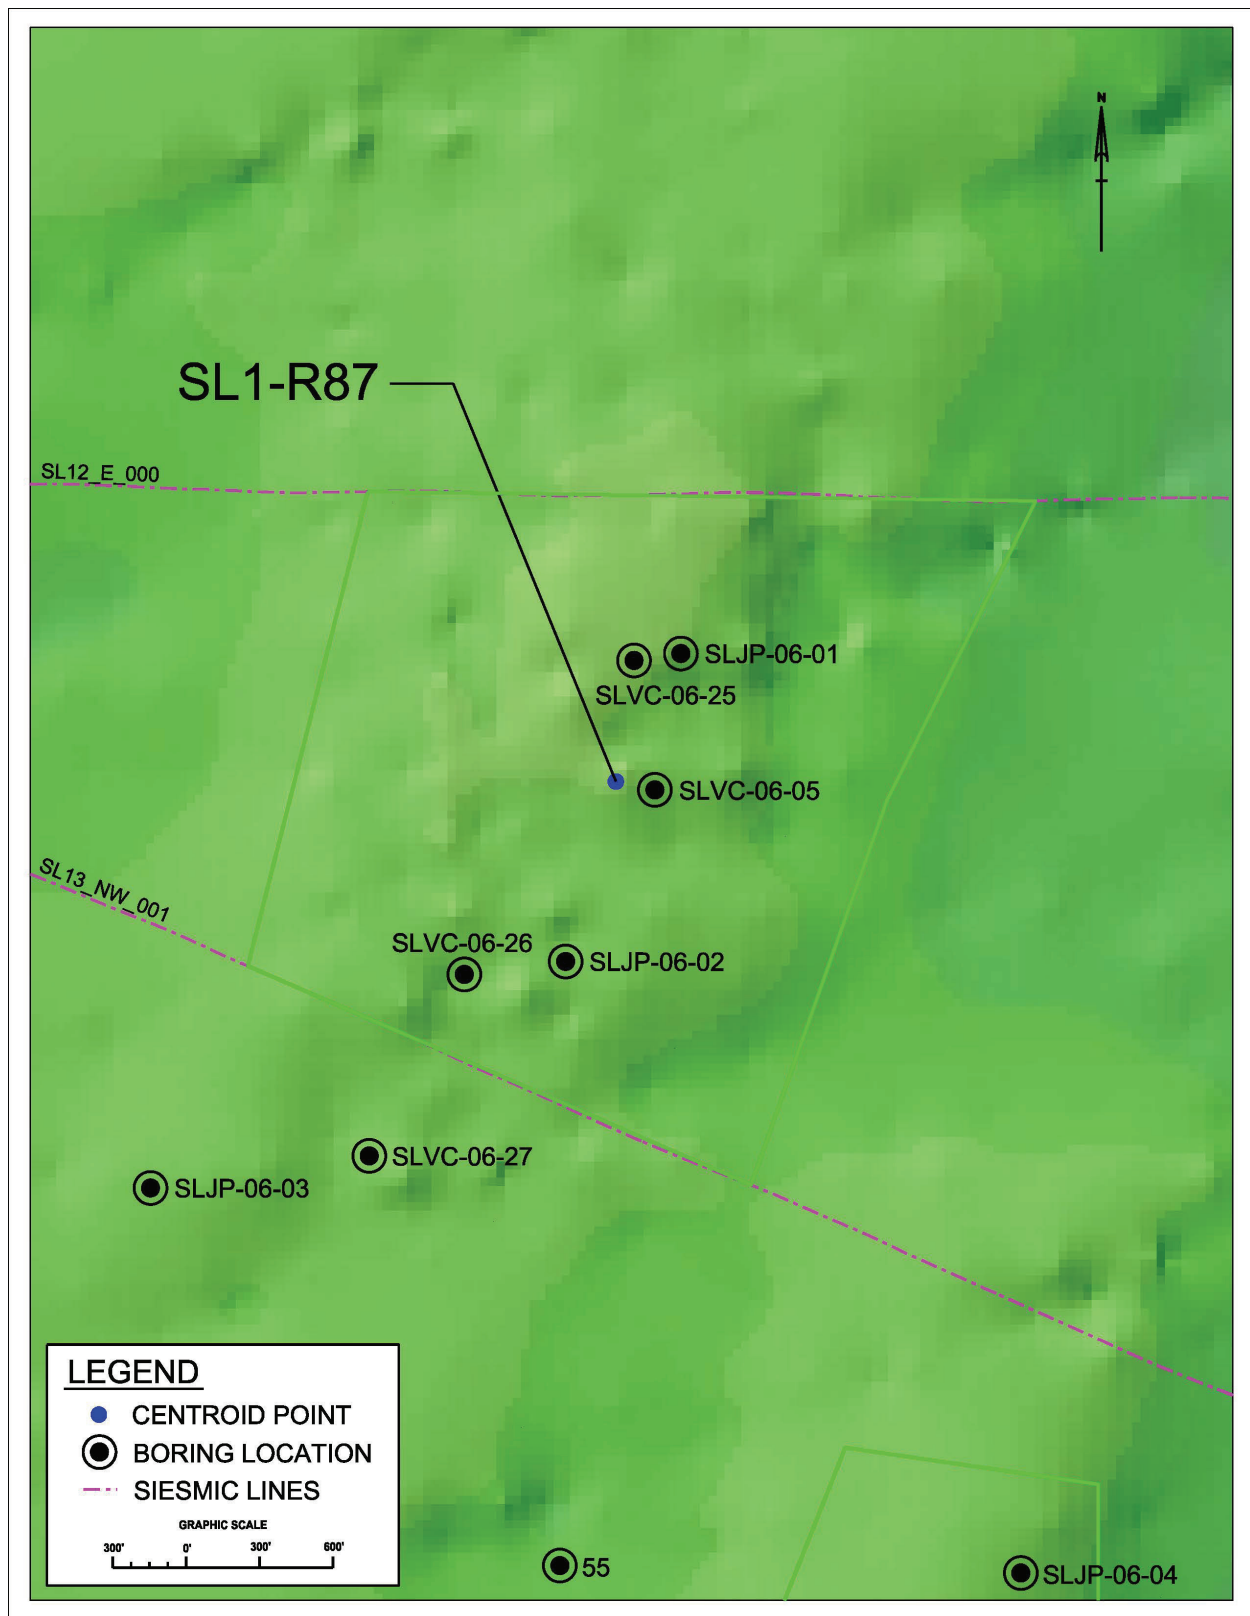 N
SL1-R87
SL12_E_000
SLJP-06-01
SLVC-06-25
SLVC-06-05
SL13_NW_001
SLVC-06-26
SLJP-06-02
SLVC-06-27
SLJP-06-03
LEGEND
CENTROID POINT
BORING LOCATION
SIESMIC LINES
GRAPHIC SCALE
300' 0' 300' 600'
55
SLJP-06-04